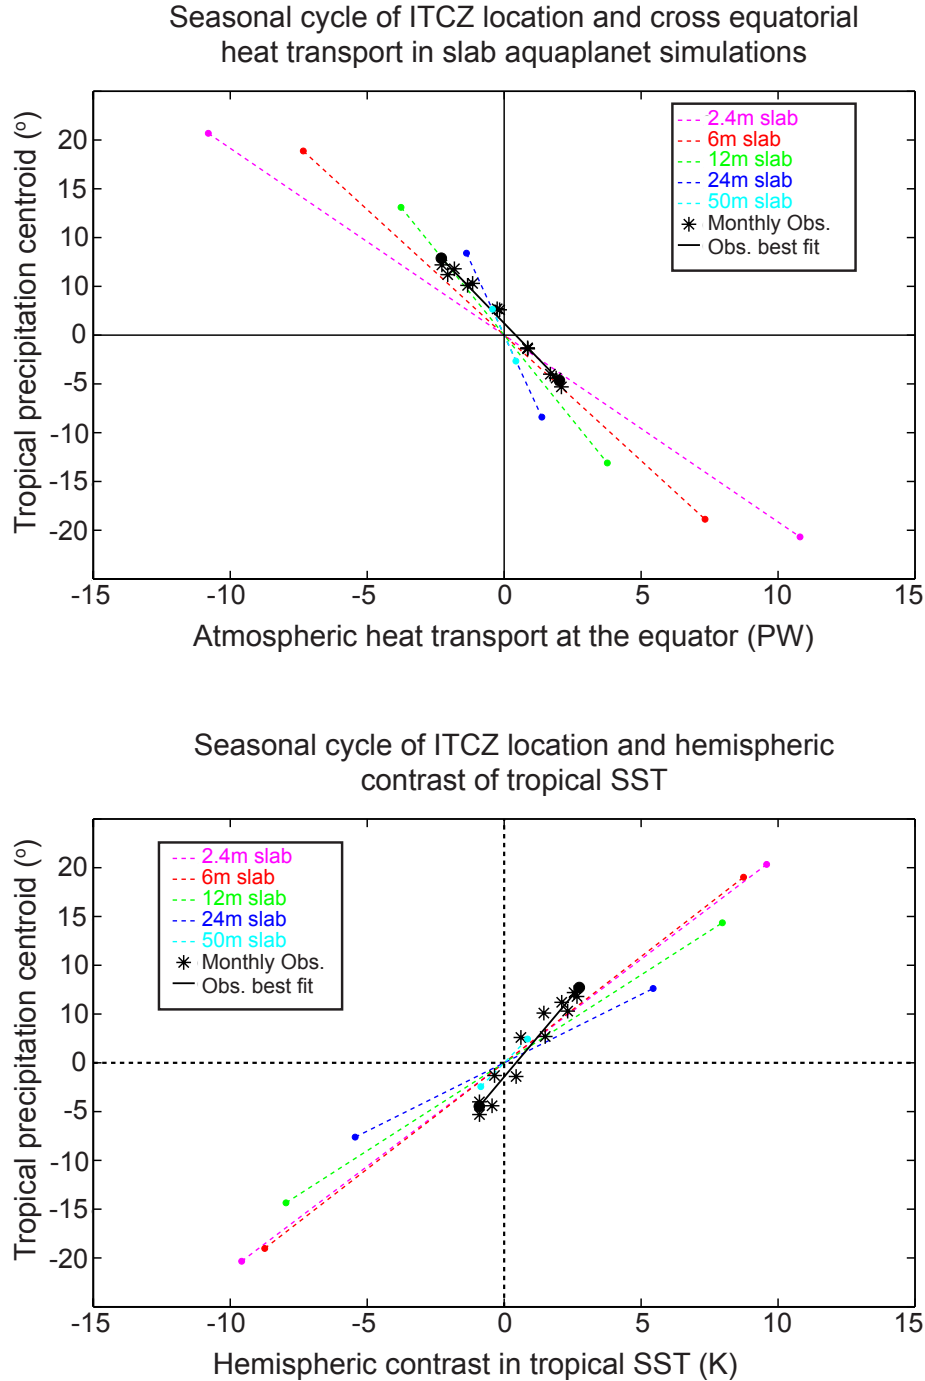 Seasonal cycle of ITCZ location and cross equatorial
heat transport in slab aquaplanet simulations
Tropical precipitation centroid (°)
20
15
10
10
0
-5
-10
-15
-20
2.4m slab
6m slab
12m slab
24m slab
50m slab
Monthly Obs.
Obs. best fit
-15 -10 -5 0 5 10 15
Atmospheric heat transport at the equator (PW)
Seasonal cycle of ITCZ location and hemispheric
contrast of tropical SST
Tropical precipitation centroid (°)
20
15
10
10
0
-5
-10
-15
-20
2.4m slab
6m slab
12m slab
24m slab
50m slab
Monthly Obs.
Obs. best fit
-15 -10 -5 0 5 10 15
Hemispheric contrast in tropical SST (K)